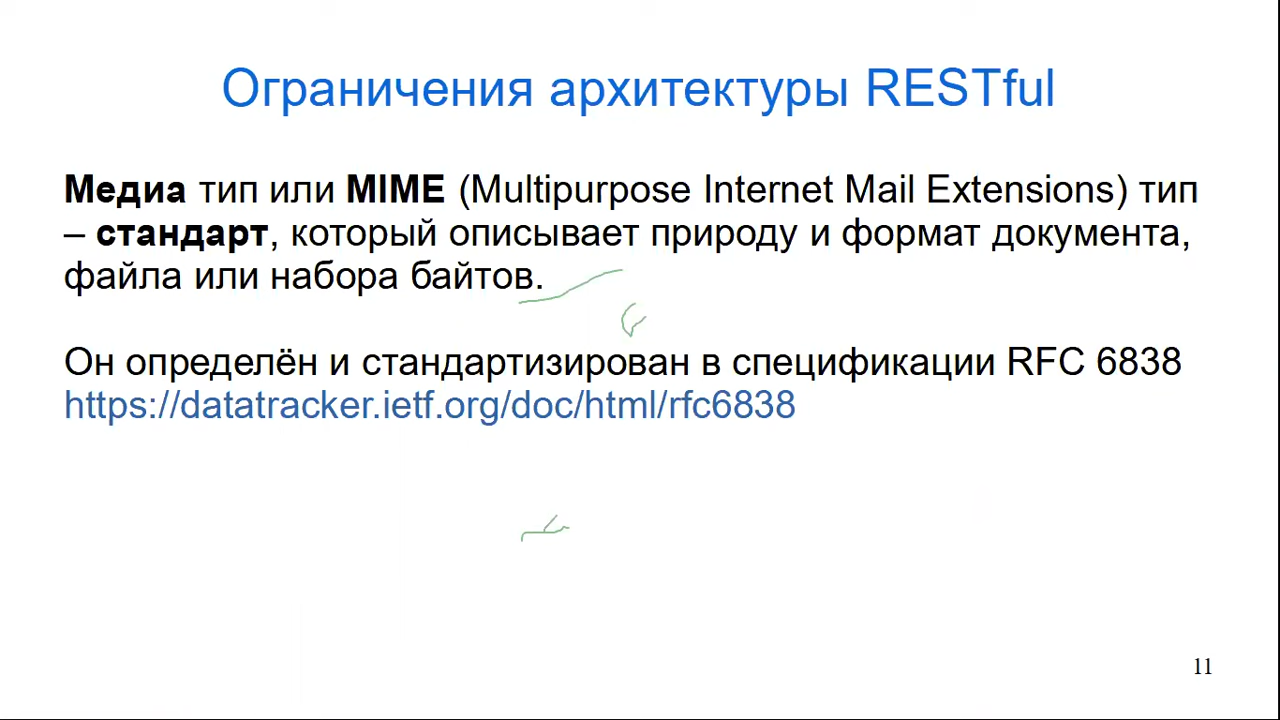 Ограничения архитектуры RESTful
Медиа тип или MIME (Multipurpose Internet Mail Extensions) тип
– стандарт, который описывает природу и формат документа,
файла или набора байтов.
Он определён и стандартизирован в спецификации RFC 6838
https://datatracker.ietf.org/doc/html/rfc6838
11